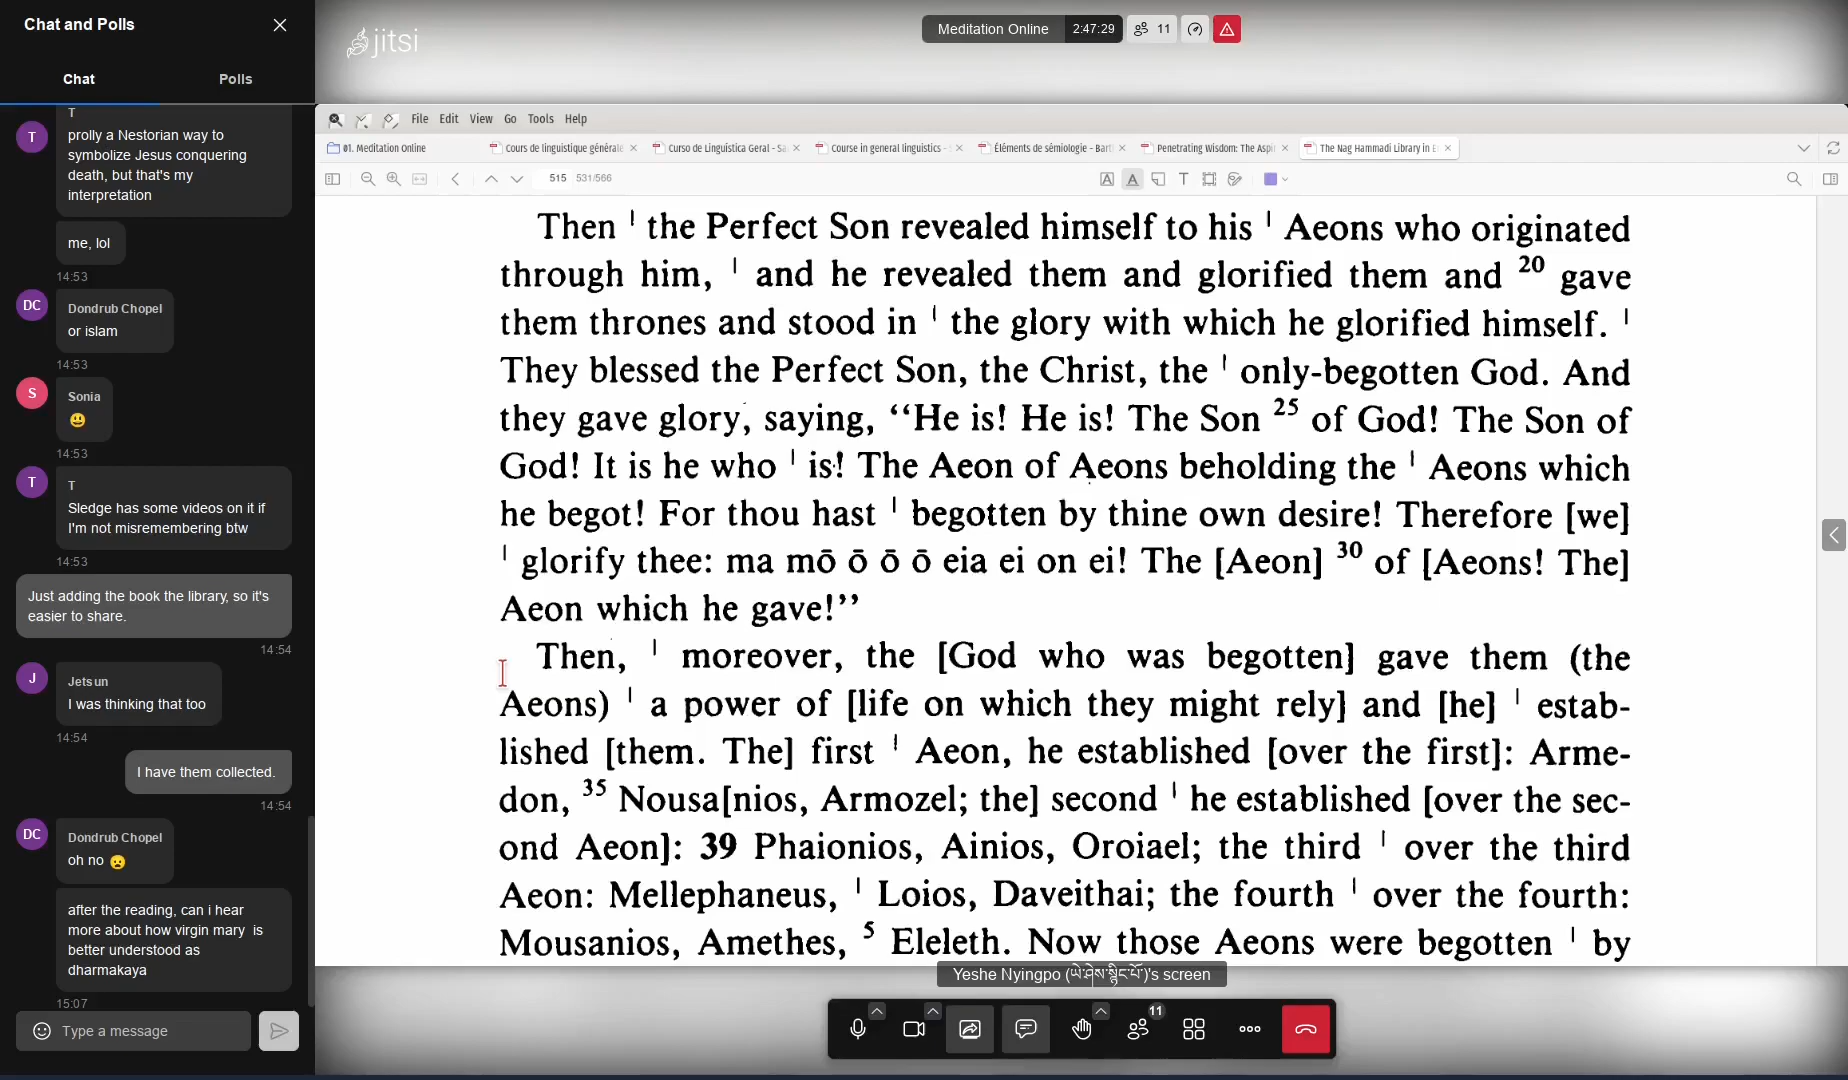 Chat and Polls
Chat
Polls
T
T
prolly a Nestorian way to
symbolize Jesus conquering
death, but that's my
interpretation
me, lol
14:53
DC
Dondrub Chopel
or islam
14:53
S
Sonia
14:53
T
T
Sledge has some videos on it if
I'm not misremembering btw
14:53
Just adding the book the library, so it's
easier to share.
14:54
J
Jetsun
I was thinking that too
14:54
I have them collected.
14:54
DC
Dondrub Chopel
oh no
after the reading, can i hear
more about how virgin mary is
better understood as
dharmakaya
15:07
Type a message
jitsi
Meditation Online
2:47:29
11
File Edit View Go Tools Help
01. Meditation Online
Cours de linguistique générale
Curso de Linguística Geral - Sa
Course in general linguistics -
Éléments de sémiologie - Bart
Penetrating Wisdom: The Aspi
The Nag Hammadi Library in E
515 531/566
Then ǀ the Perfect Son revealed himself to his ǀ Aeons who originated
through him, ǀ and he revealed them and glorified them and 20 gave
them thrones and stood in ǀ the glory with which he glorified himself. ǀ
They blessed the Perfect Son, the Christ, the ǀ only-begotten God. And
they gave glory, saying, “He is! He is! The Son 25 of God! The Son of
God! It is he who ǀ is! The Aeon of Aeons beholding the ǀ Aeons which
he begot! For thou hast ǀ begotten by thine own desire! Therefore [we]
ǀ glorify thee: ma mō ō ō ō eia ei on ei! The [Aeon] 30 of [Aeons! The]
Aeon which he gave!”
Then, ǀ moreover, the [God who was begotten] gave them (the
Aeons) ǀ a power of [life on which they might rely] and [he] ǀ estab-
lished [them. The] first ǀ Aeon, he established [over the first]: Arme-
don, 35 Nousa[nios, Armozel; the] second ǀ he established [over the sec-
ond Aeon]: 39 Phaionios, Ainios, Oroiael; the third ǀ over the third
Aeon: Mellephaneus, ǀ Loios, Daveithai; the fourth ǀ over the fourth:
Mousanios, Amethes, 5 Eleleth. Now those Aeons were begotten ǀ by
Yeshe Nyingpo (ཡེ་ཤེས་སྙིང་པོ་)'s screen
11